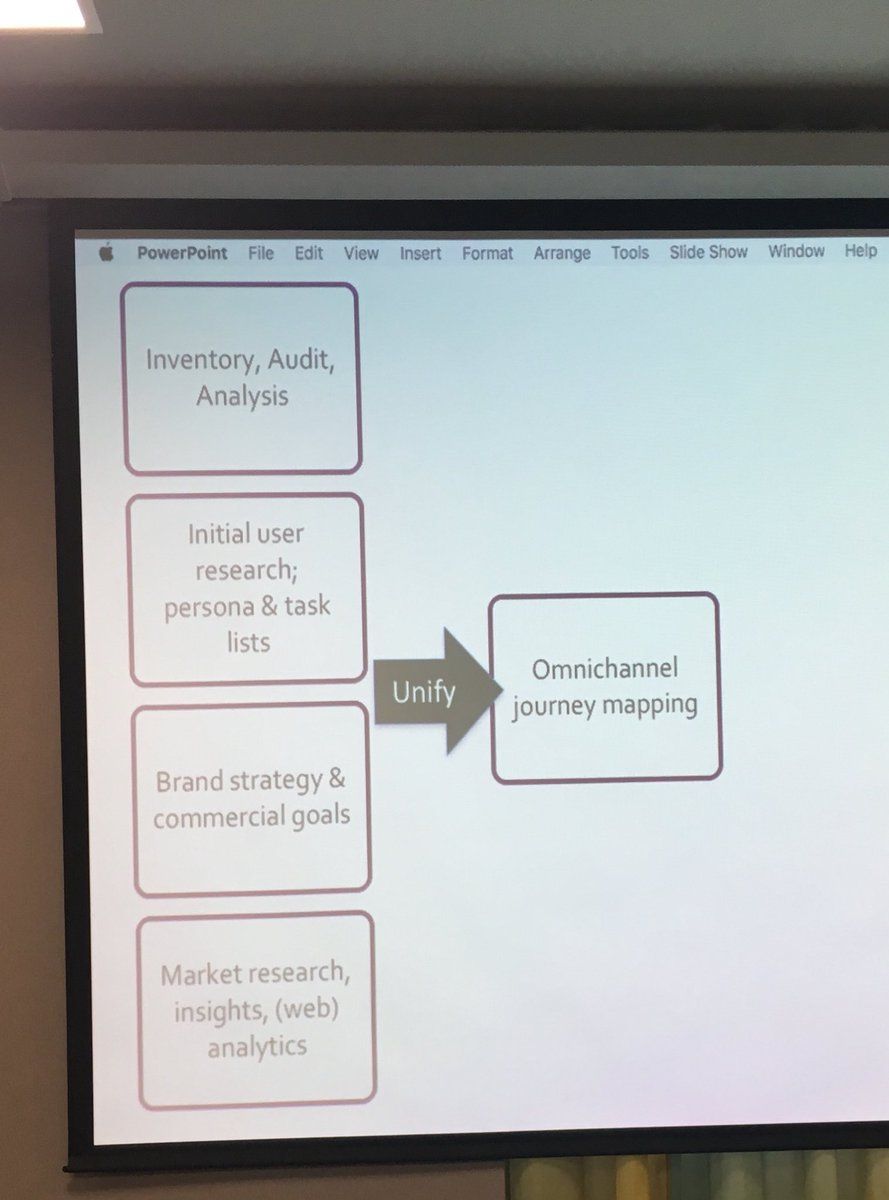 PowerPoint File Edit View Insert Format Arrange Tools Slide Show Window Help
Inventory, Audit,
Analysis
Initial user
research;
persona & task
lists
Unify
Omnichannel
journey mapping
Brand strategy &
commercial goals
Market research,
insights, (web)
analytics